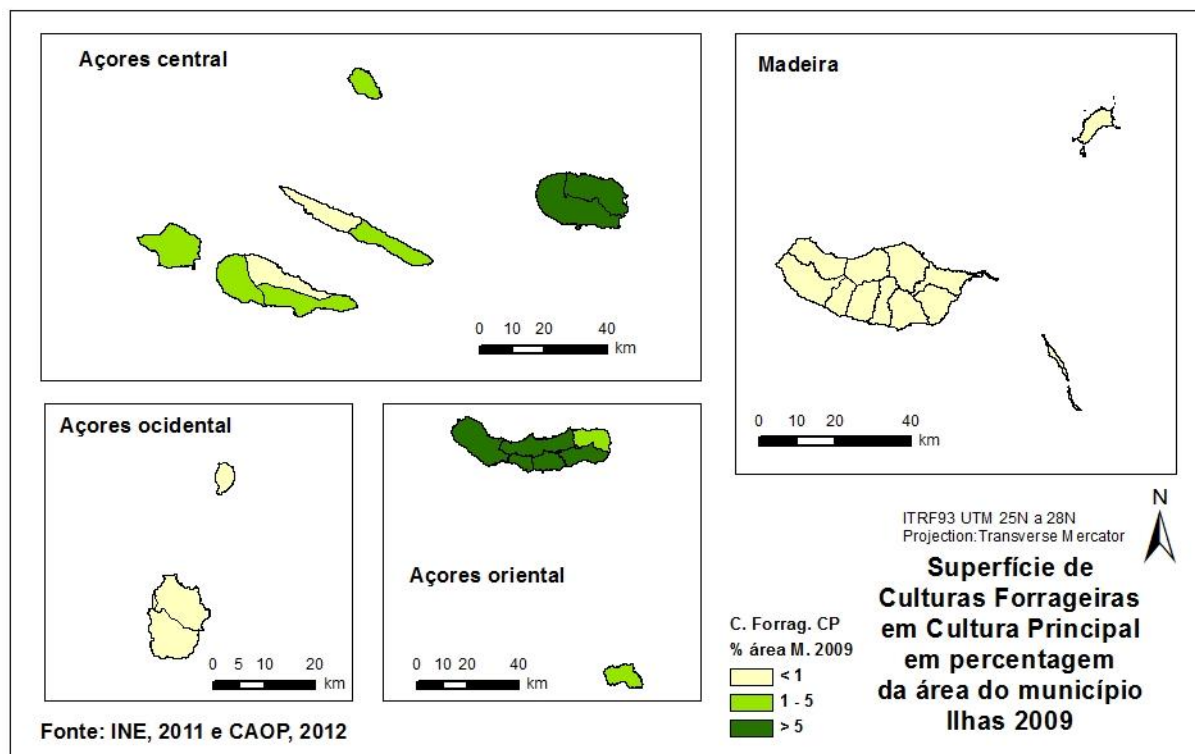 Açores central
0 10 20 40
km
Madeira
0 10 20 40
km
Açores ocidental
0 5 10 20
km
Açores oriental
0 10 20 40
km
N
ITRF93 UTM 25N a 28N
Projection:Transverse Mercator
Superfície de
Culturas Forrageiras
em Cultura Principal
em percentagem
da área do município
Ilhas 2009
C. Forrag. CP
% área M. 2009
< 1
1 - 5
> 5
Fonte: INE, 2011 e CAOP, 2012